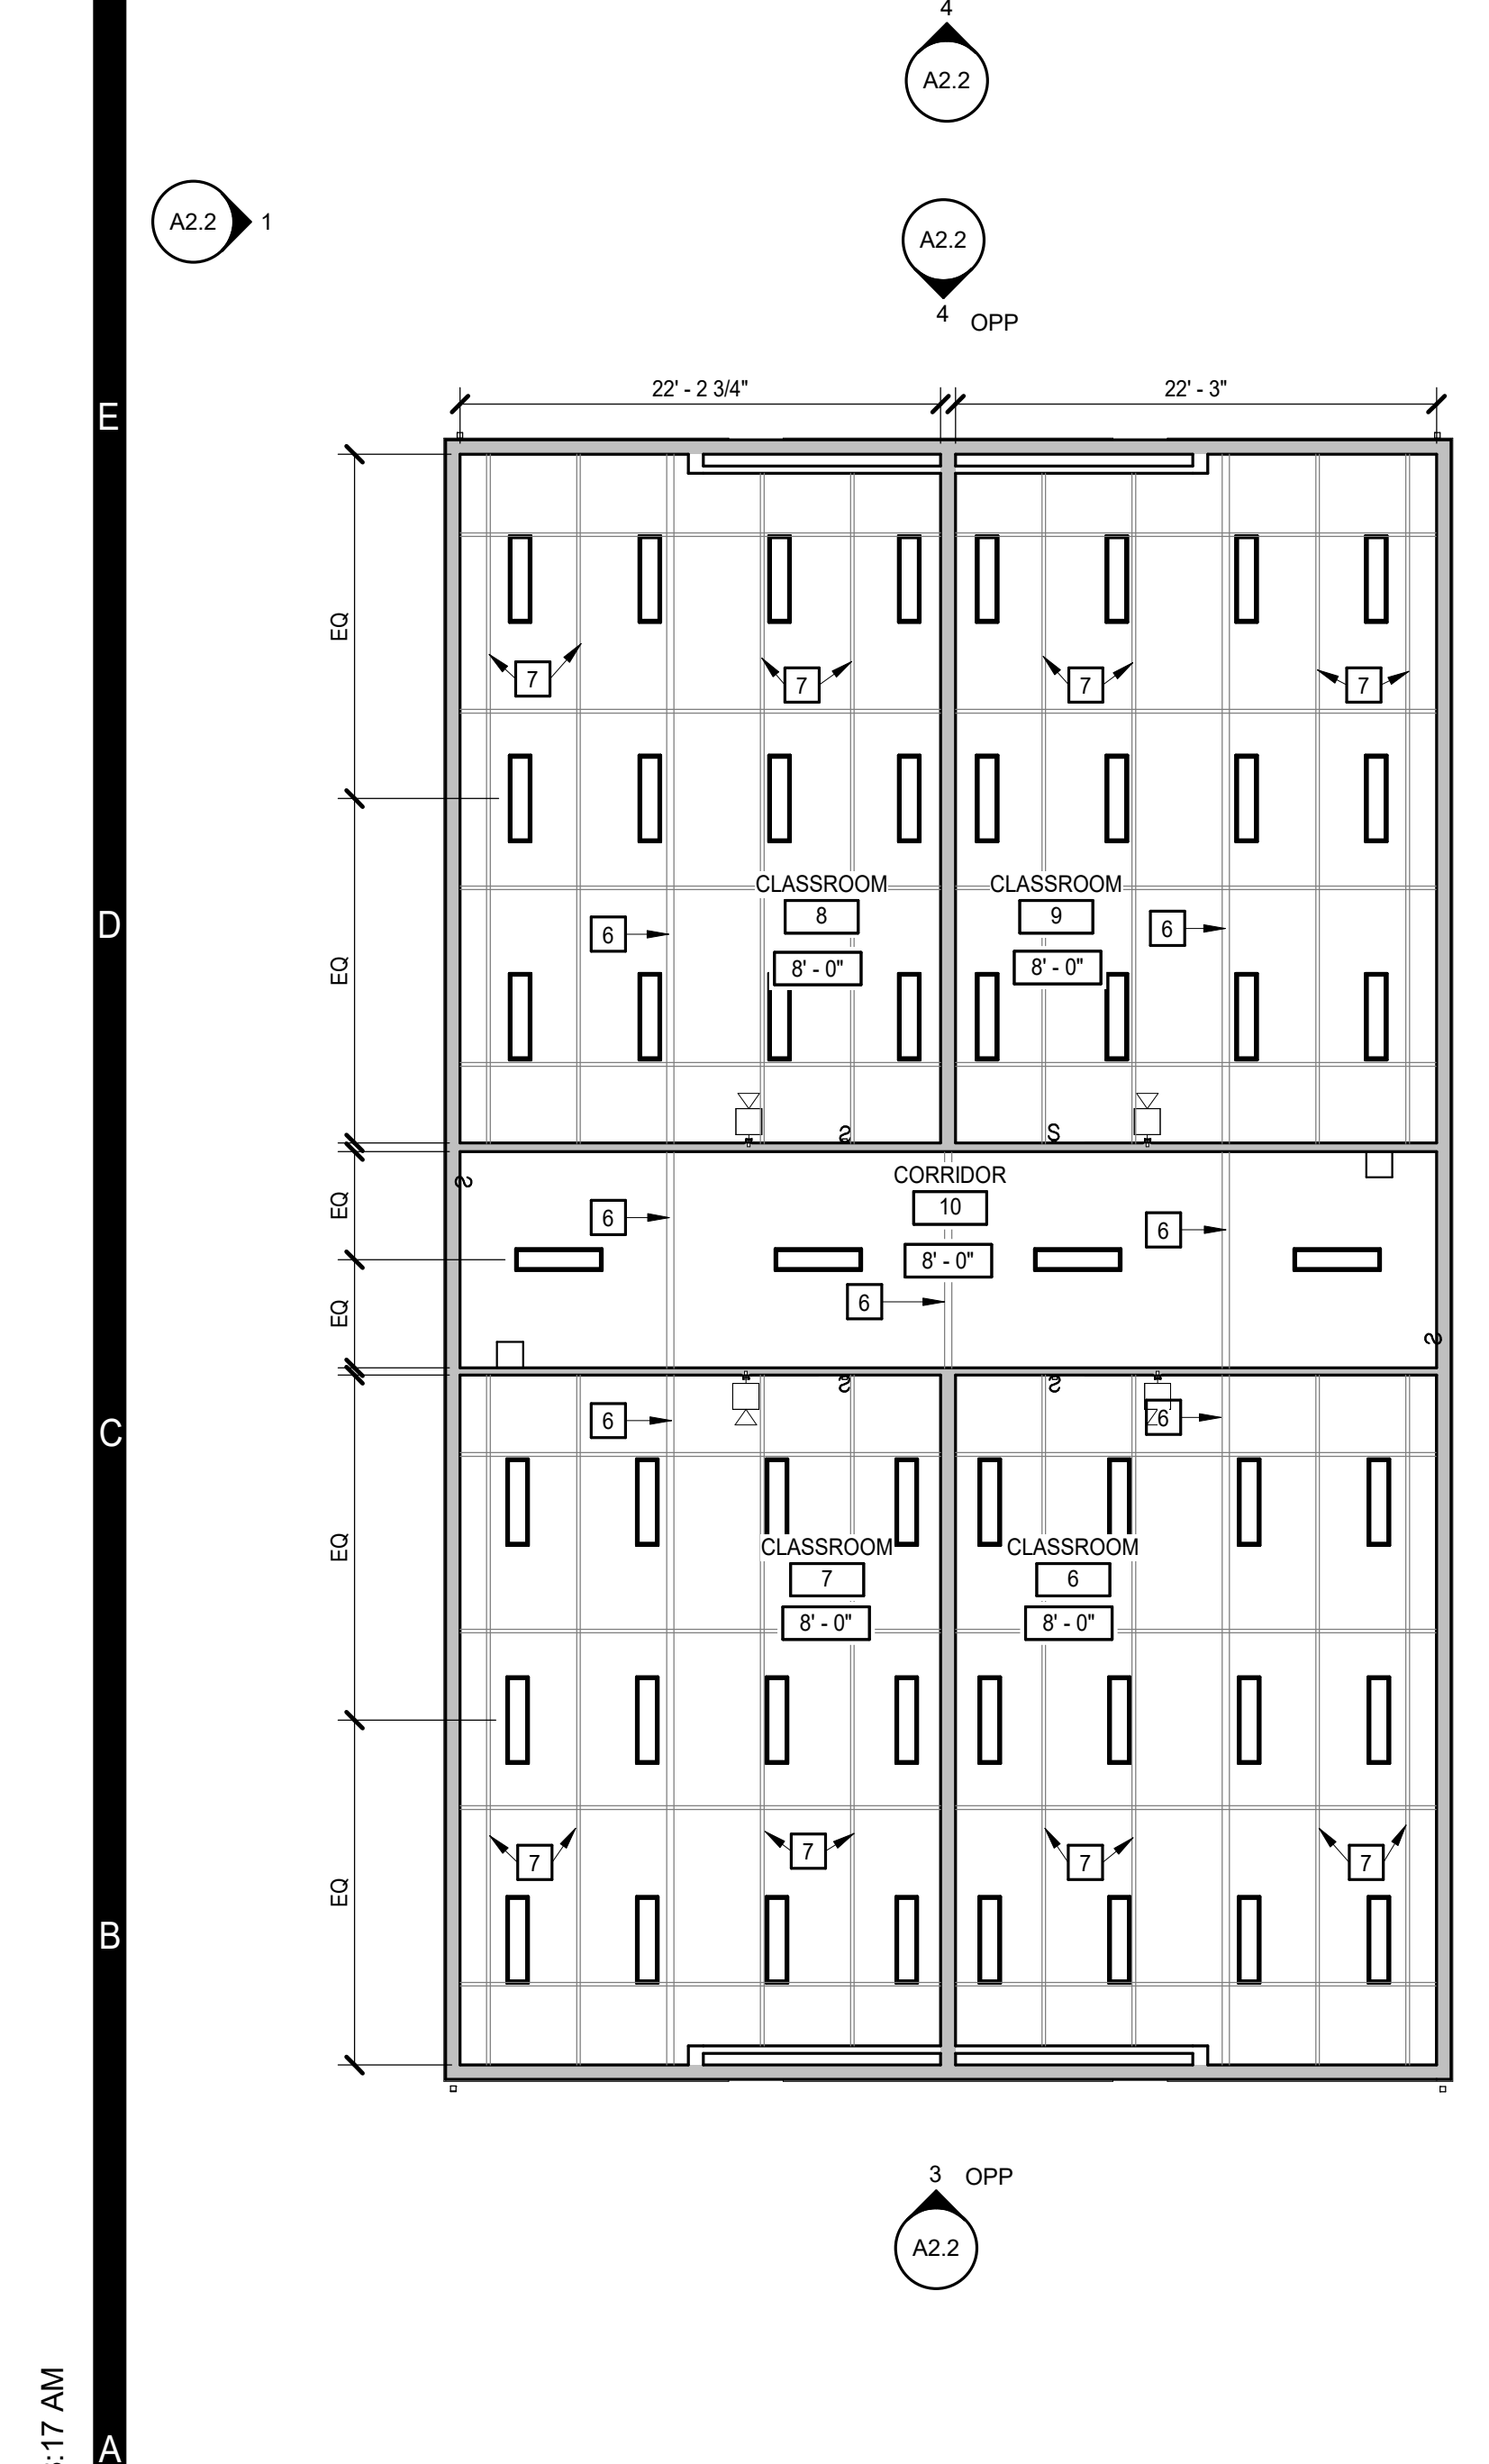 4
A2.2
A2.2 1
A2.2
4 OPP
22' - 2 3/4" 22' - 3"
E
EQ
7 7 7 7
CLASSROOM CLASSROOM
8 9
D
6 6
8' - 0" 8' - 0"
EQ
S S
CORRIDOR
S
10
EQ
6 6
8' - 0"
6
EQ
S
S S
6 6
C
EQ
CLASSROOM CLASSROOM
7 6
8' - 0" 8' - 0"
7 7 7 7
EQ
B
3 OPP
A2.2
:17 AM
A